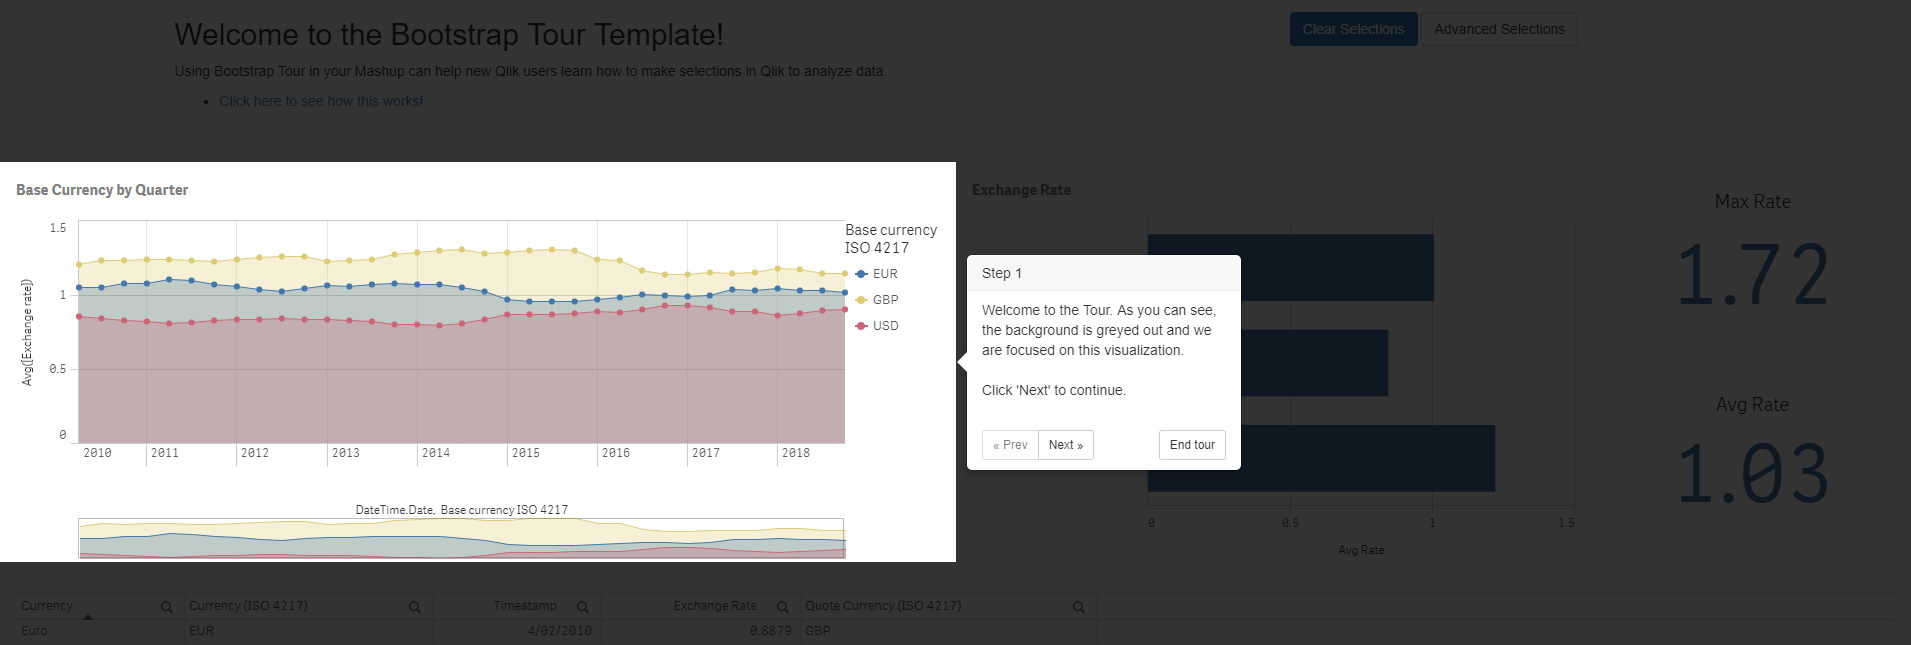 Welcome to the Bootstrap Tour Template!
Clear Selections
Advanced Selections
Using Bootstrap Tour in your Mashup can help new Qlik users learn how to make selections in Qlik to analyze data.
• Click here to see how this works!
Base Currency by Quarter
1.5
1
0.5
0
Avg([Exchange rate])
2010 2011 2012 2013 2014 2015 2016 2017 2018
DateTime.Date, Base currency ISO 4217
Base currency
ISO 4217
EUR
GBP
USD
Step 1
Welcome to the Tour. As you can see,
the background is greyed out and we
are focused on this visualization.
Click 'Next' to continue.
« Prev Next » End tour
Exchange Rate
0 0.5 1 1.5
Avg Rate
Max Rate
1.72
Avg Rate
1.03
Currency Currency (ISO 4217) Timestamp Exchange Rate Quote Currency (ISO 4217)
Euro EUR 4/02/2010 0.8879 GBP